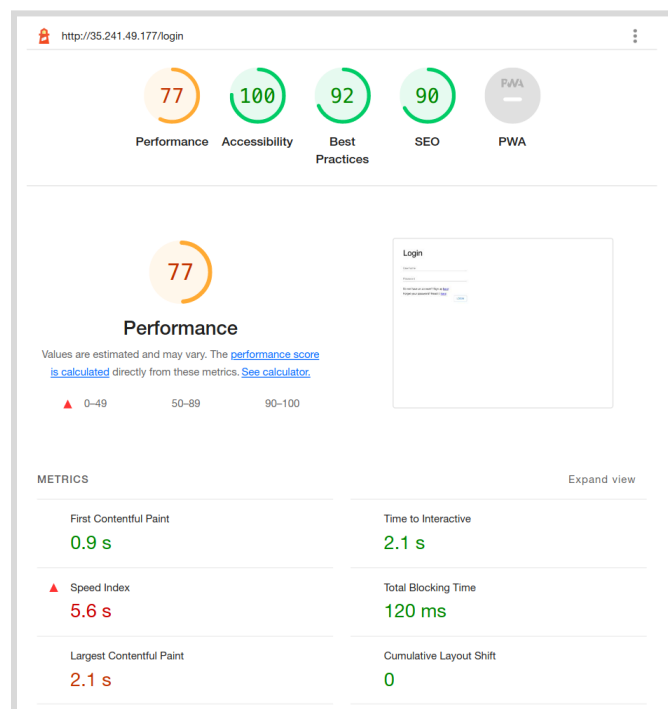 http://35.241.49.177/login
77
100
92
90
PWA
Performance
Accessibility
Best
Practices
SEO
PWA
77
Performance
Values are estimated and may vary. The performance score
is calculated directly from these metrics. See calculator.
0–49
50–89
90–100
Login
METRICS
Expand view
First Contentful Paint
0.9 s
Time to Interactive
2.1 s
Speed Index
5.6 s
Total Blocking Time
120 ms
Largest Contentful Paint
2.1 s
Cumulative Layout Shift
0